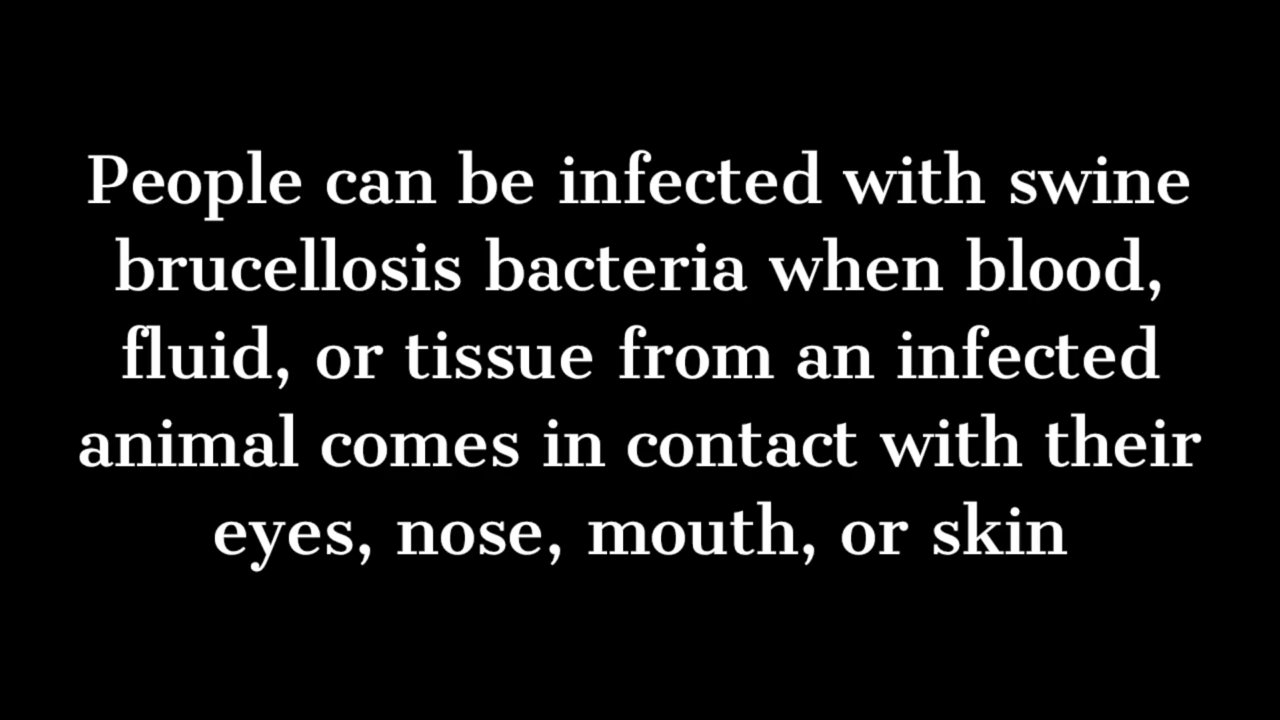 People can be infected with swine
brucellosis bacteria when blood,
fluid, or tissue from an infected
animal comes in contact with their
eyes, nose, mouth, or skin